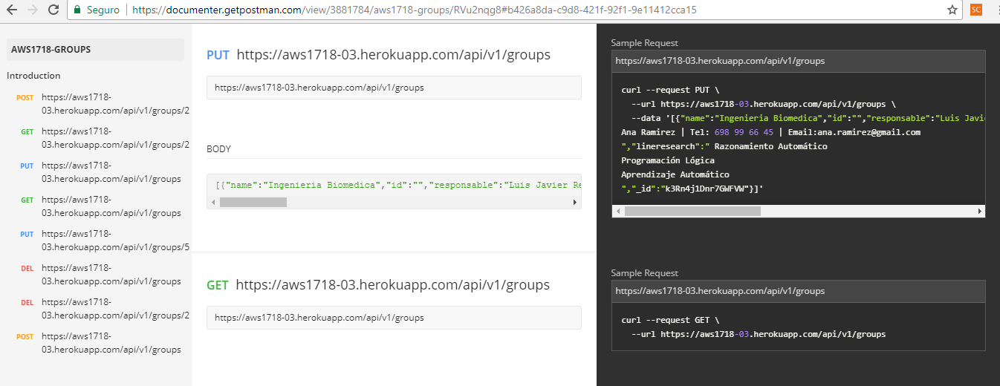 Seguro
https://documenter.getpostman.com/view/3881784/aws1718-groups/RVu2nqg8#b426a8da-c9d8-421f-92f1-9e11412cca15
SC
AWS1718-GROUPS
Introduction
POST https://aws1718-
03.herokuapp.com/api/v1/groups/2
GET https://aws1718-
03.herokuapp.com/api/v1/groups/2
PUT https://aws1718-
03.herokuapp.com/api/v1/groups
GET https://aws1718-
03.herokuapp.com/api/v1/groups
PUT https://aws1718-
03.herokuapp.com/api/v1/groups/5
DEL https://aws1718-
03.herokuapp.com/api/v1/groups
DEL https://aws1718-
03.herokuapp.com/api/v1/groups/2
POST https://aws1718-
03.herokuapp.com/api/v1/groups
PUT https://aws1718-03.herokuapp.com/api/v1/groups
https://aws1718-03.herokuapp.com/api/v1/groups
BODY
[{"name":"Ingenieria Biomedica","id":"","responsable":"Luis Javier Re
GET https://aws1718-03.herokuapp.com/api/v1/groups
https://aws1718-03.herokuapp.com/api/v1/groups
Sample Request
https://aws1718-03.herokuapp.com/api/v1/groups
curl --request PUT \
--url https://aws1718-03.herokuapp.com/api/v1/groups \
--data '[{"name":"Ingenieria Biomedica","id":"","responsable":"Luis Javie
Ana Ramirez | Tel: 698 99 66 45 | Email:ana.ramirez@gmail.com
","lineresearch":" Razonamiento Automático
Programación Lógica
Aprendizaje Automático
","_id":"k3Rn4j1Dnr7GWFVW"}]'
Sample Request
https://aws1718-03.herokuapp.com/api/v1/groups
curl --request GET \
--url https://aws1718-03.herokuapp.com/api/v1/groups